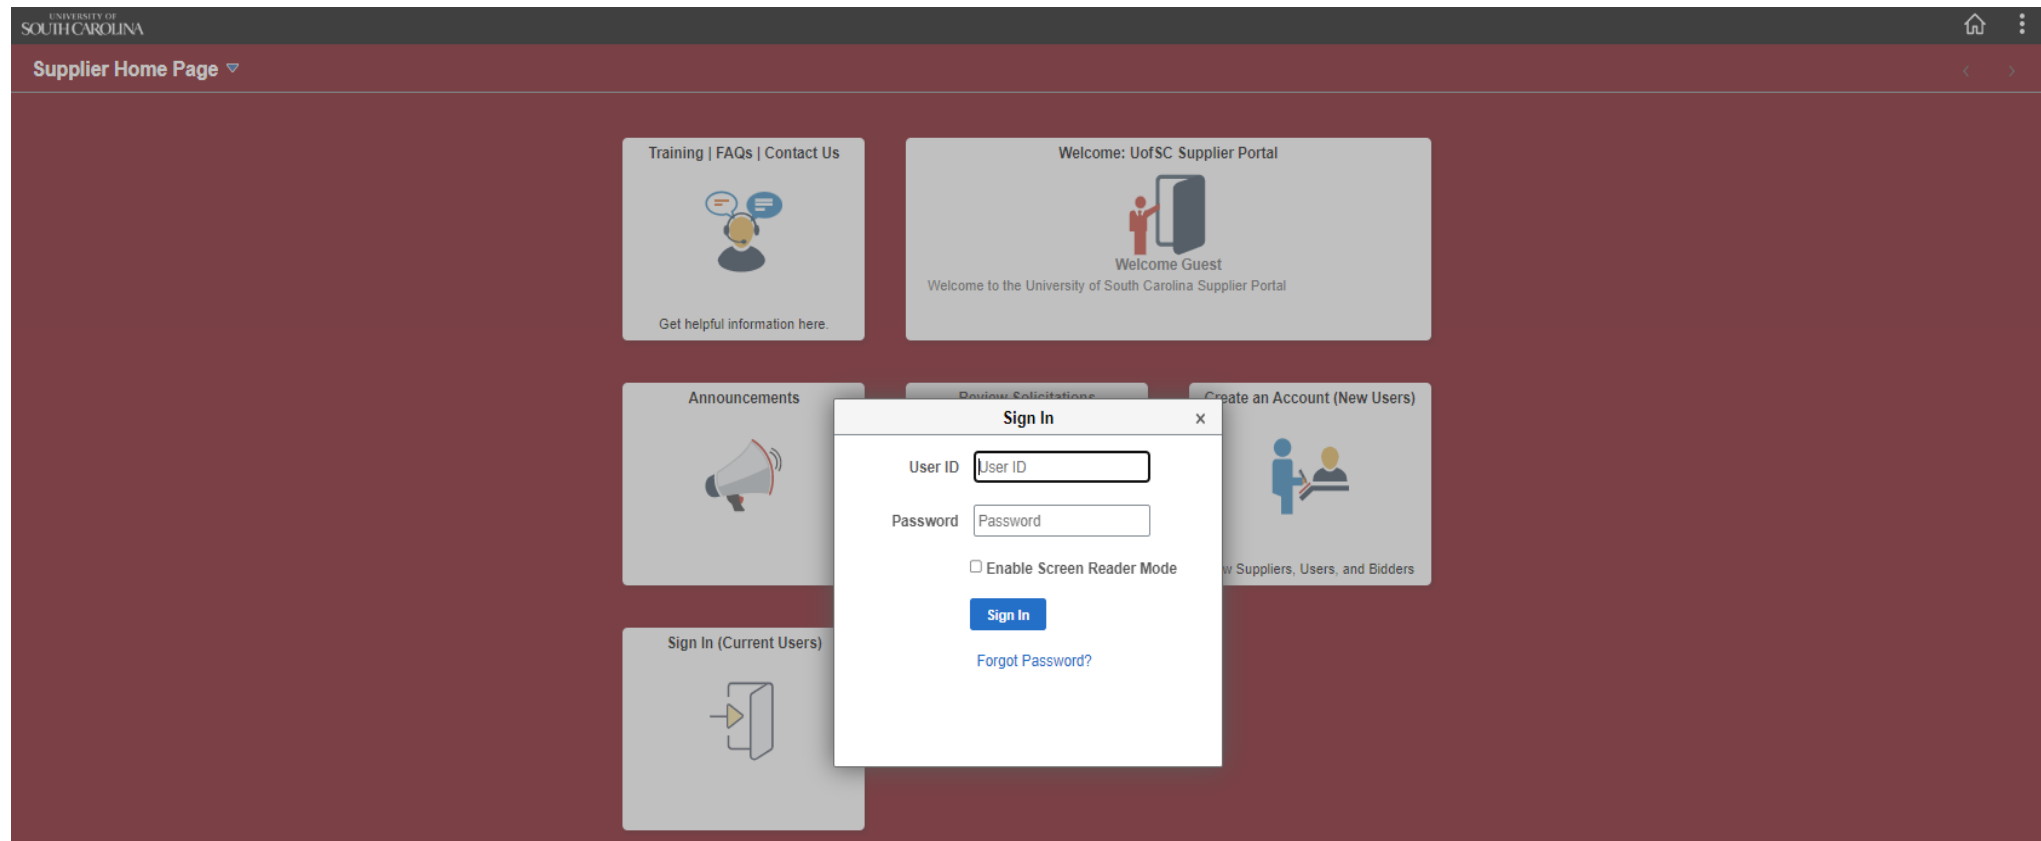 UNIVERSITY OF
SOUTH CAROLINA
Supplier Home Page
Training | FAQs | Contact Us
Get helpful information here.
Welcome: UofSC Supplier Portal
Welcome Guest
Welcome to the University of South Carolina Supplier Portal
Announcements
Review Solicitations
Create an Account (New Users)
Suppliers, Users, and Bidders
Sign In (Current Users)
Sign In
x
User ID
User ID
Password
Password
Enable Screen Reader Mode
Sign In
Forgot Password?